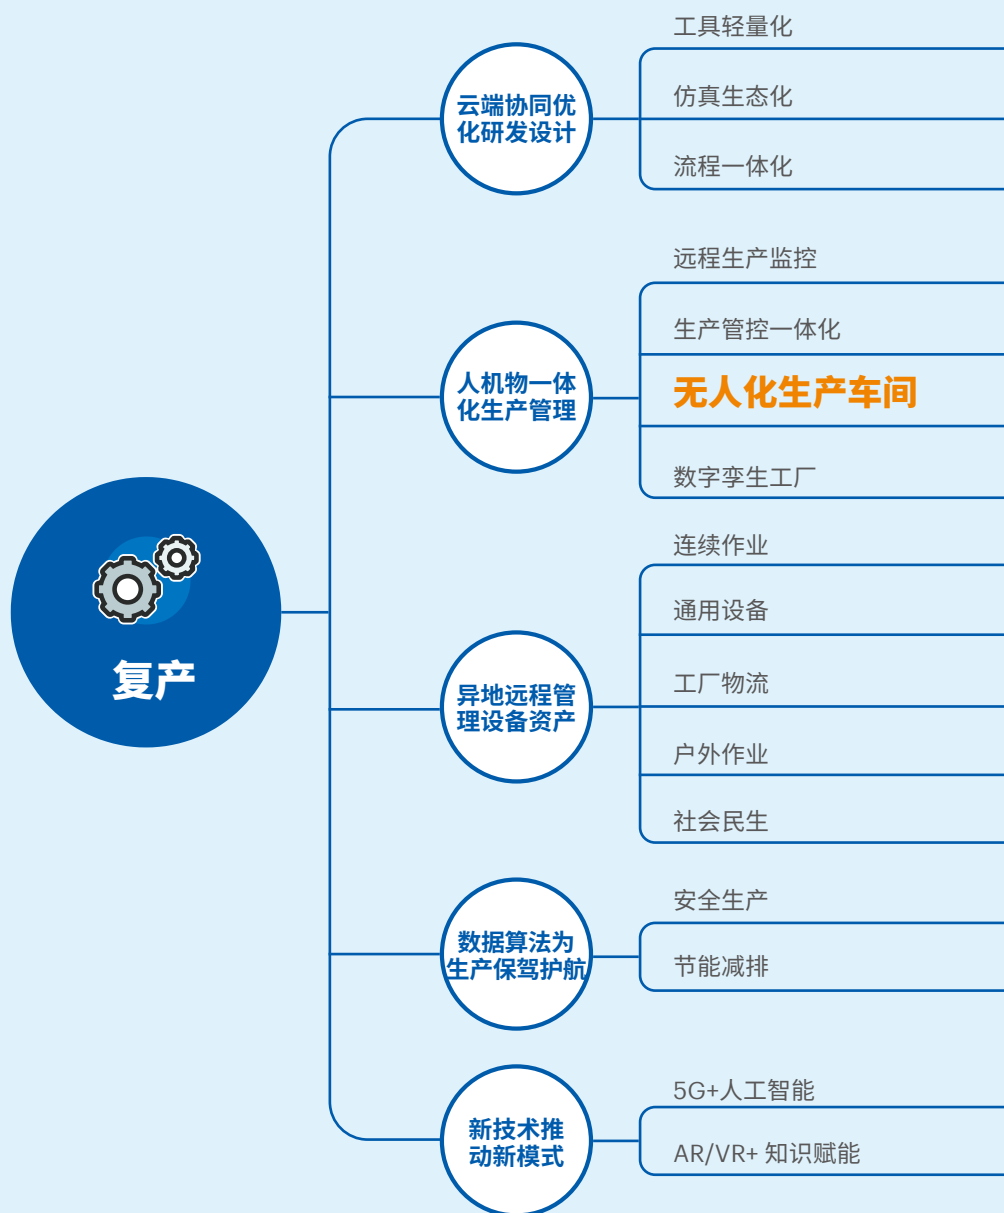 复产
云端协同优
化研发设计
工具轻量化
仿真生态化
流程一体化
人机物一体
化生产管理
远程生产监控
生产管控一体化
无人化生产车间
数字孪生工厂
异地远程管
理设备资产
连续作业
通用设备
工厂物流
户外作业
社会民生
数据算法为
生产保驾护航
安全生产
节能减排
新技术推
动新模式
5G+人工智能
AR/VR+ 知识赋能